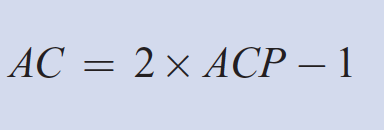 AC = 2 × ACP – 1